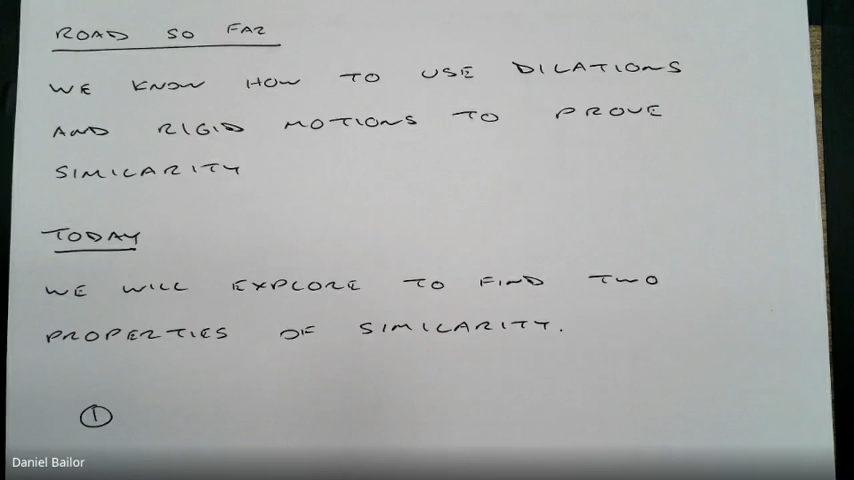 ROAD SO FAR
WE KNOW HOW TO USE DILATIONS
AND RIGID MOTIONS TO PROVE
SIMILARITY
TODAY
WE WILL EXPLORE TO FIND TWO
PROPERTIES OF SIMILARITY.
①
Daniel Bailor